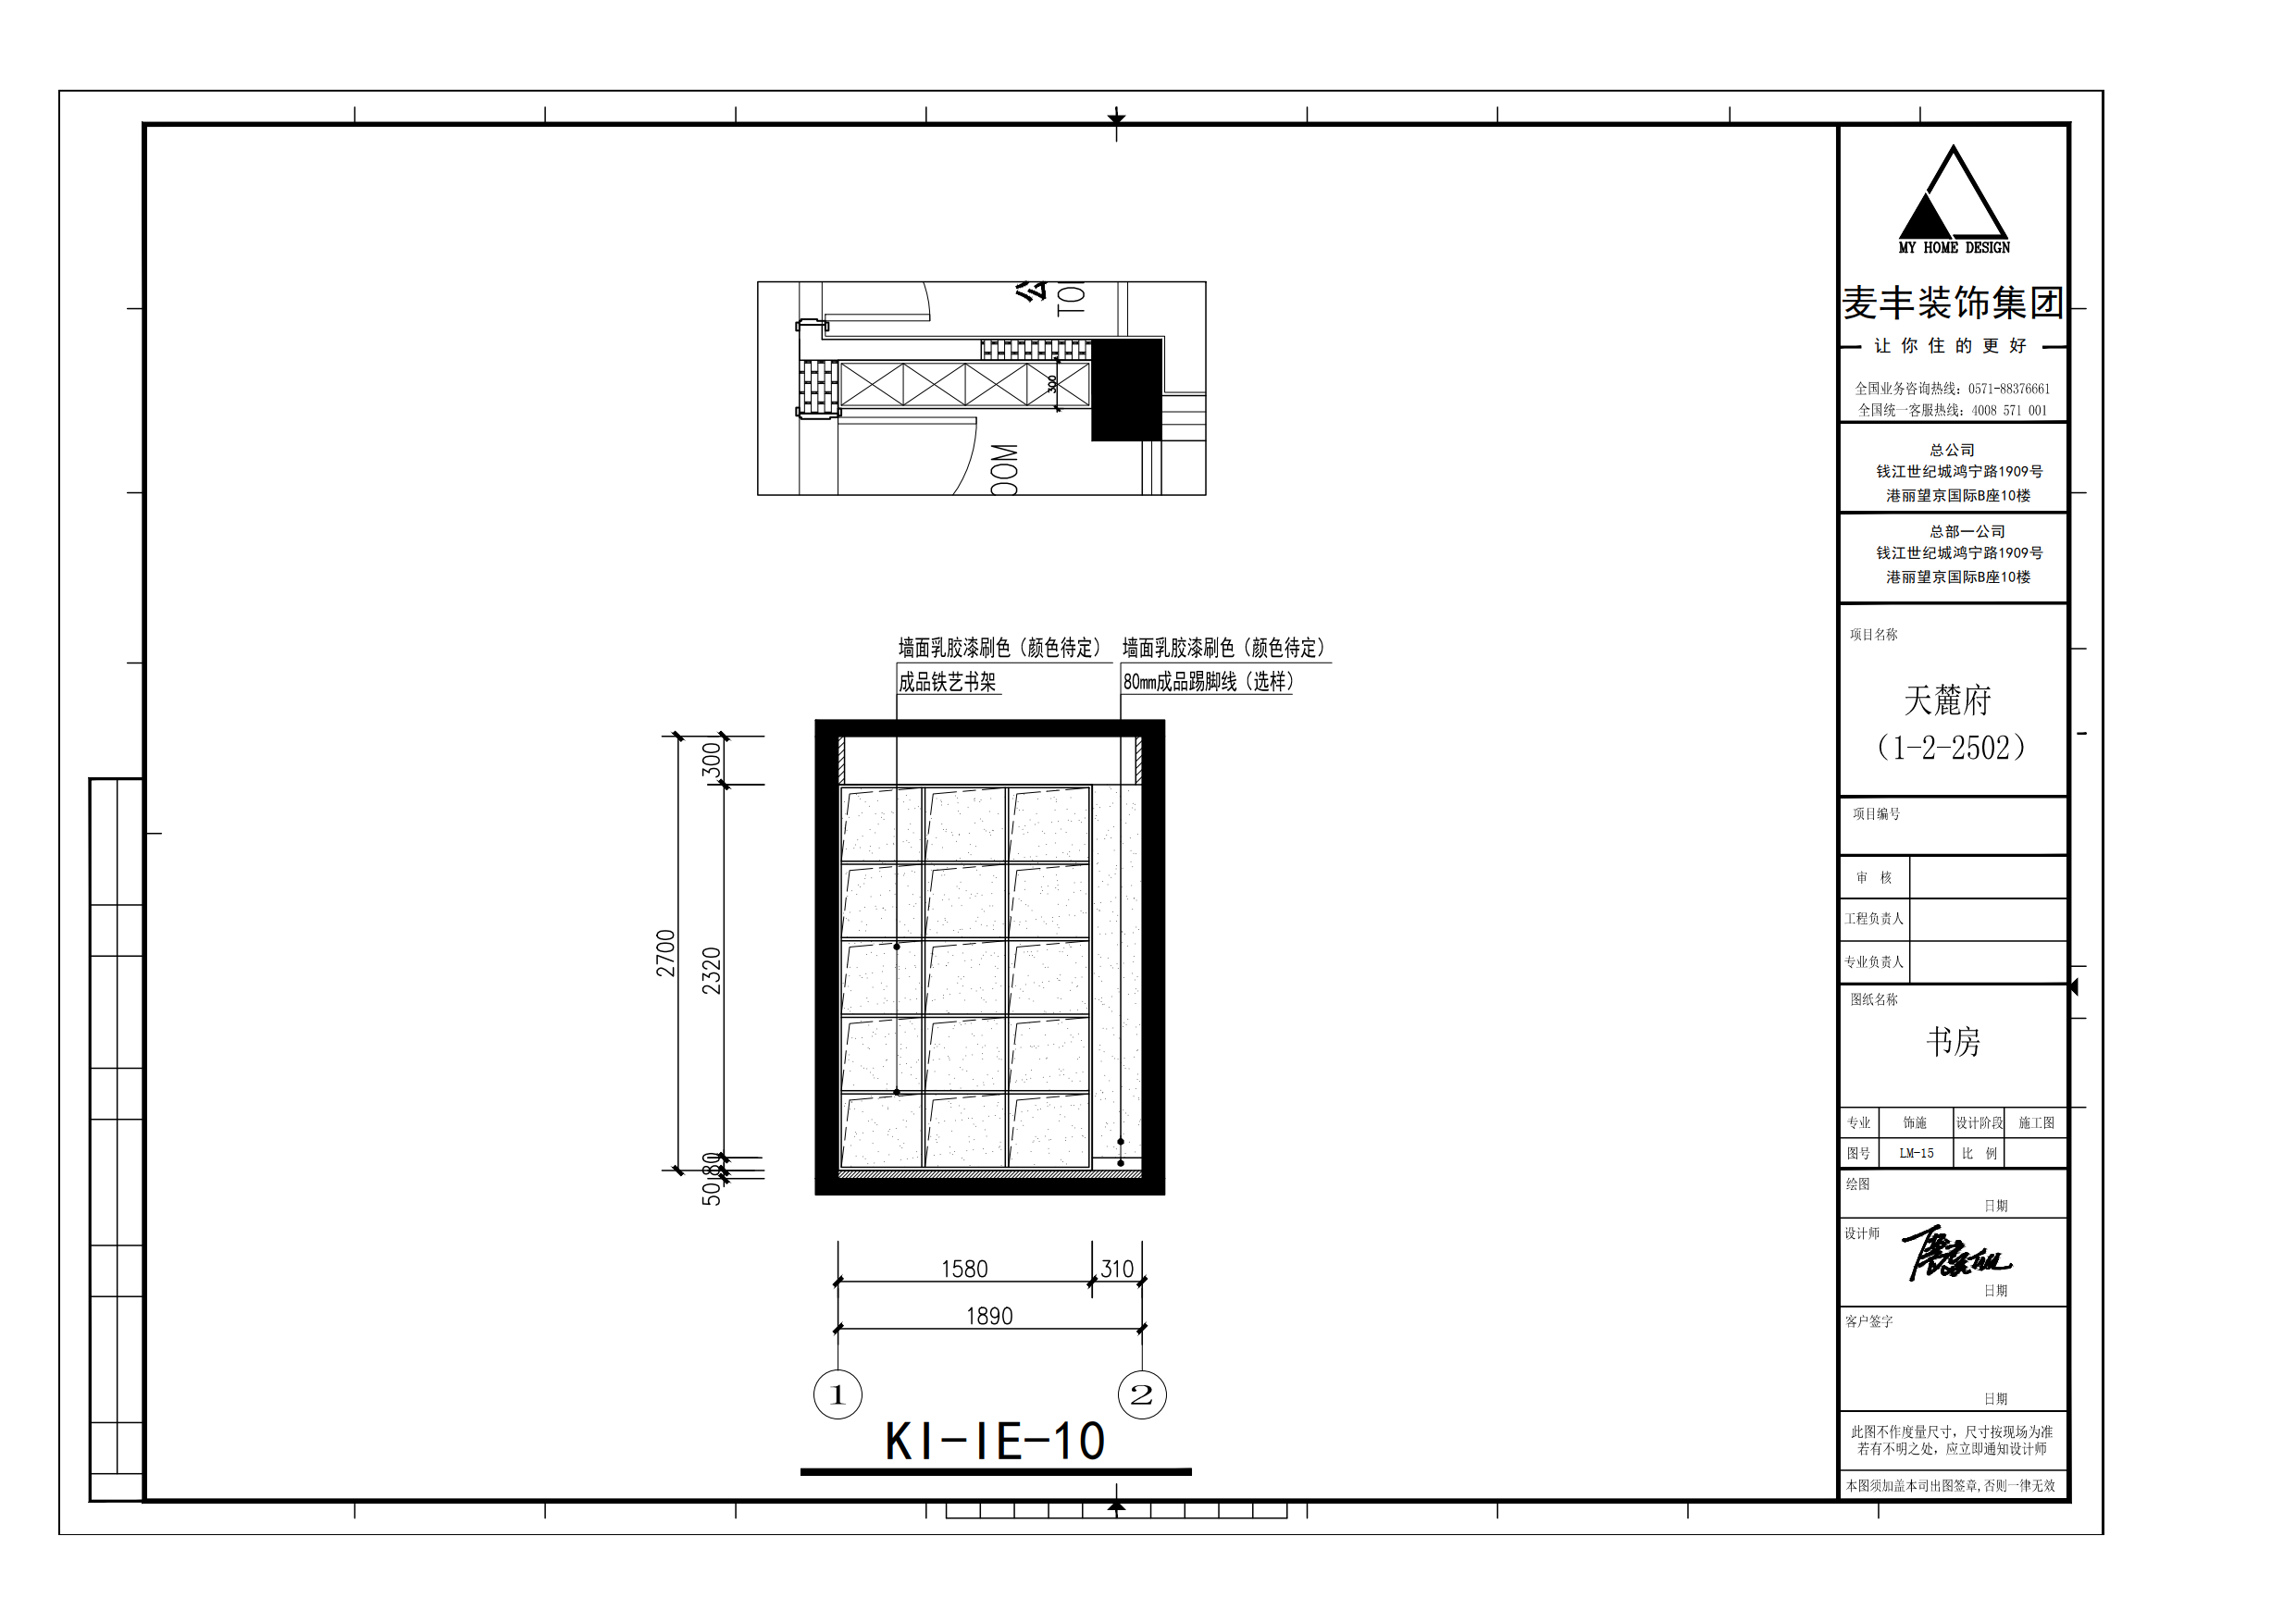 TO
300
OOM
墙面乳胶漆刷色（颜色待定）
成品铁艺书架
墙面乳胶漆刷色（颜色待定）
80mm成品踢脚线（选样）
300
2700
2320
80
50
1580
310
1890
1
2
KI-IE-10
MY HOME DESIGN
麦丰装饰集团
让你住的更好
全国业务咨询热线：0571-88376661
全国统一客服热线：4008 571 001
总公司
钱江世纪城鸿宁路1909号
港丽望京国际B座10楼
总部一公司
钱江世纪城鸿宁路1909号
港丽望京国际B座10楼
项目名称
天麓府
（1-2-2502）
项目编号
审 核
工程负责人
专业负责人
图纸名称
书房
专业 饰施 设计阶段 施工图
图号 LM-15 比 例
绘图
日期
设计师
日期
客户签字
日期
此图不作度量尺寸，尺寸按现场为准
若有不明之处，应立即通知设计师
本图须加盖本司出图签章,否则一律无效